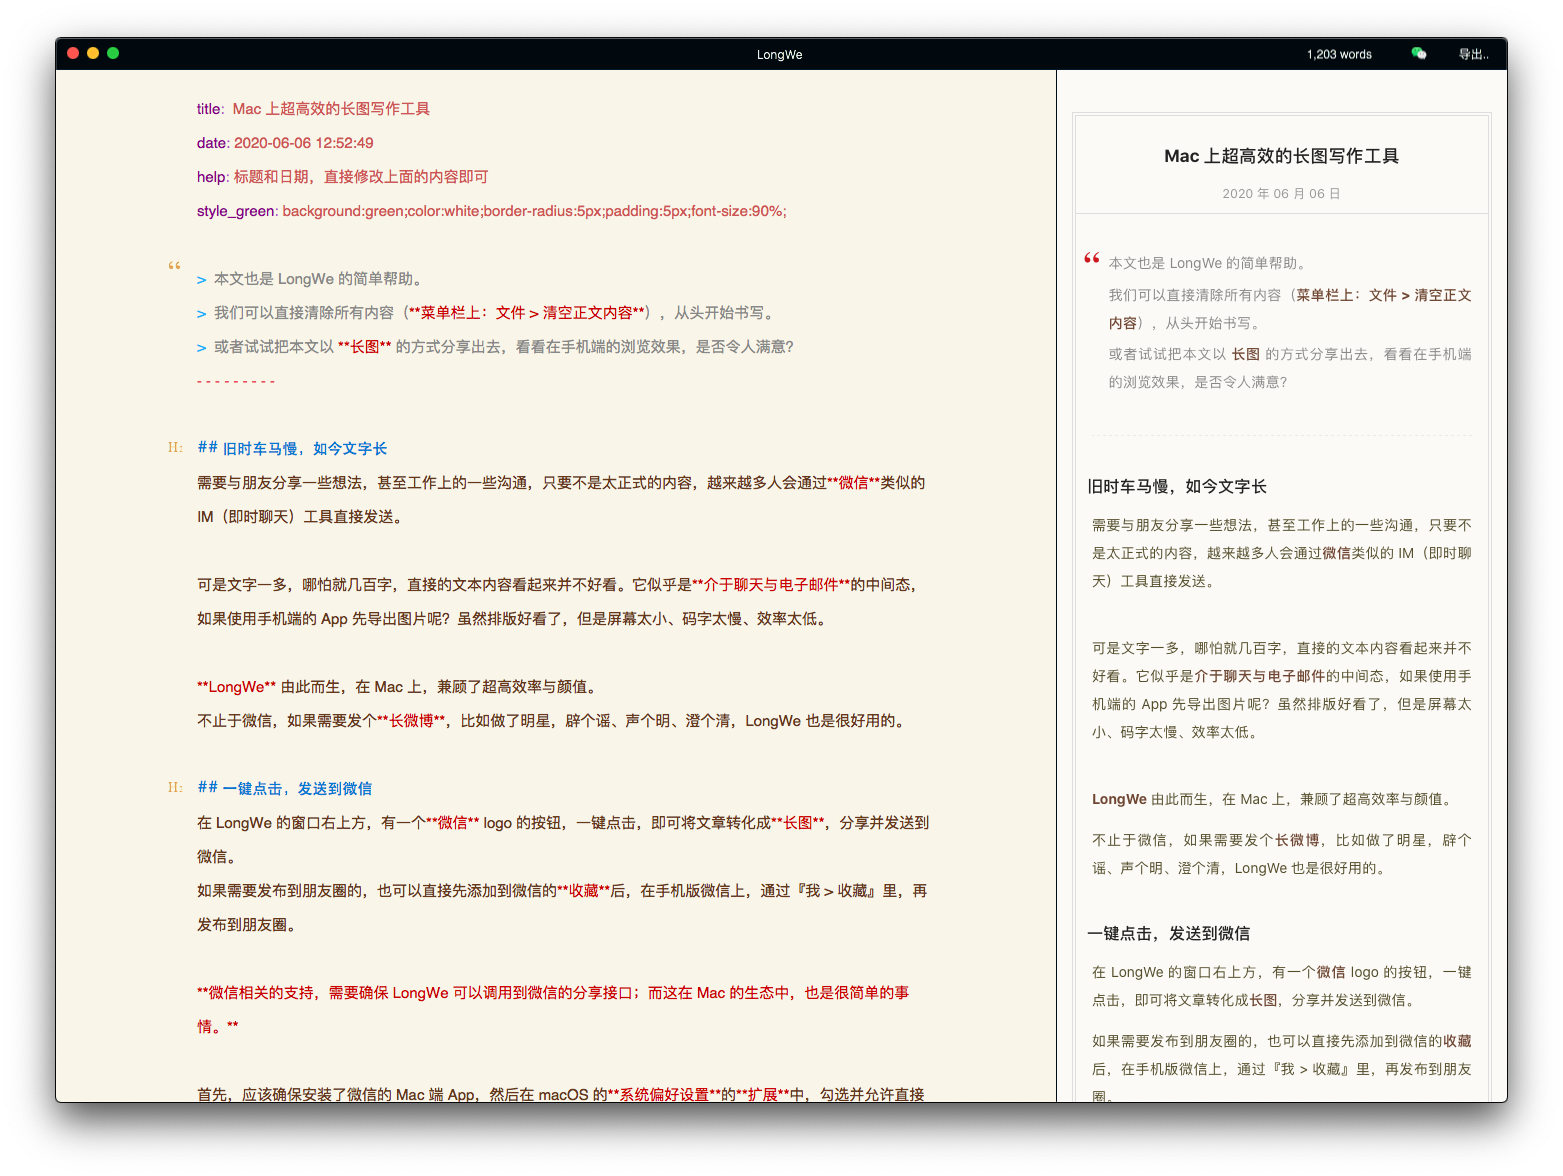 LongWe
1,203 words
导出..
title: Mac 上超高效的长图写作工具
date: 2020-06-06 12:52:49
help: 标题和日期，直接修改上面的内容即可
style_green: background:green;color:white;border-radius:5px;padding:5px;font-size:90%;
“
> 本文也是 LongWe 的简单帮助。
> 我们可以直接清除所有内容（**菜单栏上：文件 > 清空正文内容**），从头开始书写。
> 或者试试把本文以 **长图** 的方式分享出去，看看在手机端的浏览效果，是否令人满意？
---------
H: ## 旧时车马慢，如今文字长
需要与朋友分享一些想法，甚至工作上的一些沟通，只要不是太正式的内容，越来越多人会通过**微信**类似的
IM（即时聊天）工具直接发送。
可是文字一多，哪怕就几百字，直接的文本内容看起来并不好看。它似乎是**介于聊天与电子邮件**的中间态，
如果使用手机端的 App 先导出图片呢？虽然排版好看了，但是屏幕太小、码字太慢、效率太低。
**LongWe** 由此而生，在 Mac 上，兼顾了超高效率与颜值。
不止于微信，如果需要发个**长微博**，比如做了明星，辟个谣、声个明、澄个清，LongWe 也是很好用的。
H: ## 一键点击，发送到微信
在 LongWe 的窗口右上方，有一个**微信** logo 的按钮，一键点击，即可将文章转化成**长图**，分享并发送到
微信。
如果需要发布到朋友圈的，也可以直接先添加到微信的**收藏**后，在手机版微信上，通过『我 > 收藏』里，再
发布到朋友圈。
**微信相关的支持，需要确保 LongWe 可以调用到微信的分享接口；而这在 Mac 的生态中，也是很简单的事
情。**
首先，应该确保安装了微信的 Mac 端 App，然后在 macOS 的**系统偏好设置**的**扩展**中，勾选并允许直接
Mac 上超高效的长图写作工具
2020 年 06 月 06 日
“
本文也是 LongWe 的简单帮助。
我们可以直接清除所有内容（菜单栏上：文件 > 清空正文
内容），从头开始书写。
或者试试把本文以 长图 的方式分享出去，看看在手机端
的浏览效果，是否令人满意？
旧时车马慢，如今文字长
需要与朋友分享一些想法，甚至工作上的一些沟通，只要不
是太正式的内容，越来越多人会通过微信类似的 IM（即时聊
天）工具直接发送。
可是文字一多，哪怕就几百字，直接的文本内容看起来并不
好看。它似乎是介于聊天与电子邮件的中间态，如果使用手
机端的 App 先导出图片呢？虽然排版好看了，但是屏幕太
小、码字太慢、效率太低。
LongWe 由此而生，在 Mac 上，兼顾了超高效率与颜值。
不止于微信，如果需要发个长微博，比如做了明星，辟个
谣、声个明、澄个清，LongWe 也是很好用的。
一键点击，发送到微信
在 LongWe 的窗口右上方，有一个微信 logo 的按钮，一键
点击，即可将文章转化成长图，分享并发送到微信。
如果需要发布到朋友圈的，也可以直接先添加到微信的收藏
后，在手机版微信上，通过『我 > 收藏』里，再发布到朋友
圈。